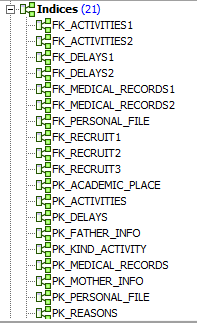 Indices (21)
FK_ACTIVITIES1
FK_ACTIVITIES2
FK_DELAYS1
FK_DELAYS2
FK_MEDICAL_RECORDS1
FK_MEDICAL_RECORDS2
FK_PERSONAL_FILE
FK_RECRUIT1
FK_RECRUIT2
FK_RECRUIT3
PK_ACADEMIC_PLACE
PK_ACTIVITIES
PK_DELAYS
PK_FATHER_INFO
PK_KIND_ACTIVITY
PK_MEDICAL_RECORDS
PK_MOTHER_INFO
PK_PERSONAL_FILE
PK_REASONS